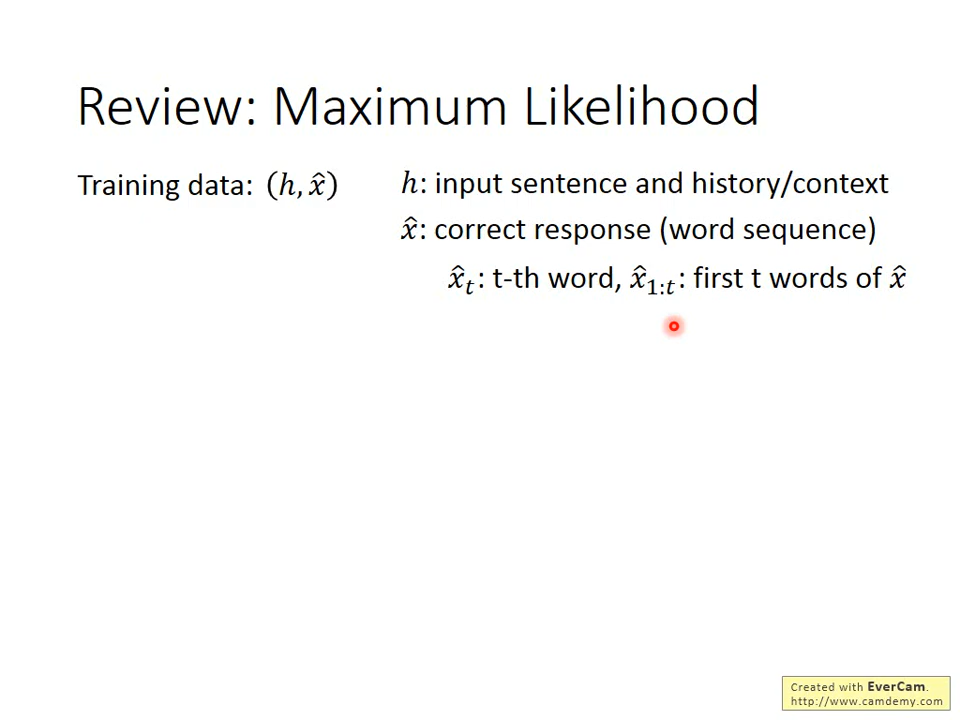 Review: Maximum Likelihood
Training data: (h, x̂)
h: input sentence and history/context
x̂: correct response (word sequence)
x̂_t: t-th word, x̂_{1:t}: first t words of x̂
Created with EverCam.
http://www.camdemy.com